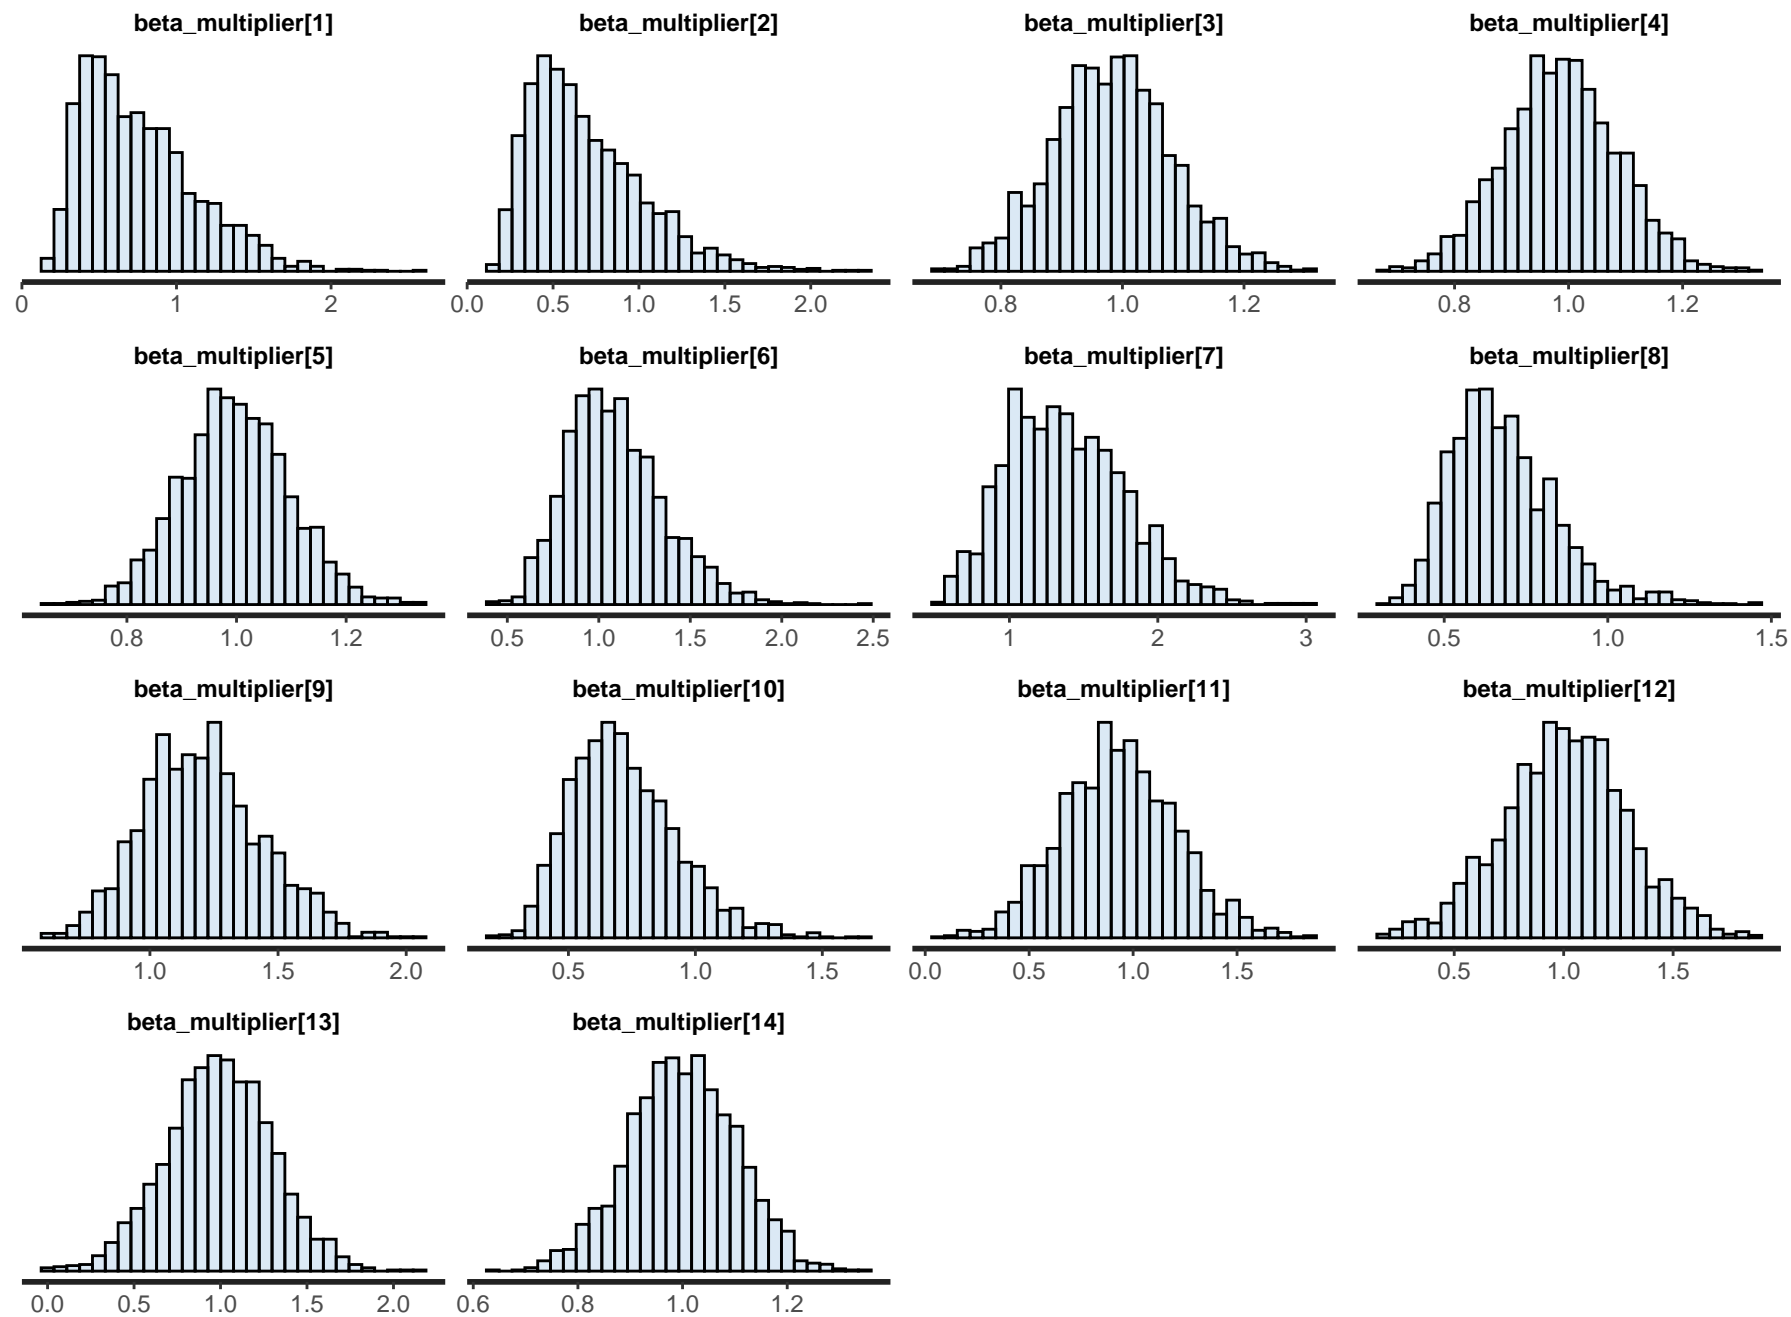 beta_multiplier[1] beta_multiplier[2] beta_multiplier[3] beta_multiplier[4]
0 1 2 0.0 0.5 1.0 1.5 2.0 0.8 1.0 1.2 0.8 1.0 1.2
beta_multiplier[5] beta_multiplier[6] beta_multiplier[7] beta_multiplier[8]
0.8 1.0 1.2 0.5 1.0 1.5 2.0 2.5 1 2 3 0.5 1.0 1.5
beta_multiplier[9] beta_multiplier[10] beta_multiplier[11] beta_multiplier[12]
1.0 1.5 2.0 0.5 1.0 1.5 0.0 0.5 1.0 1.5 0.5 1.0 1.5
beta_multiplier[13] beta_multiplier[14]
0.0 0.5 1.0 1.5 2.0 0.6 0.8 1.0 1.2